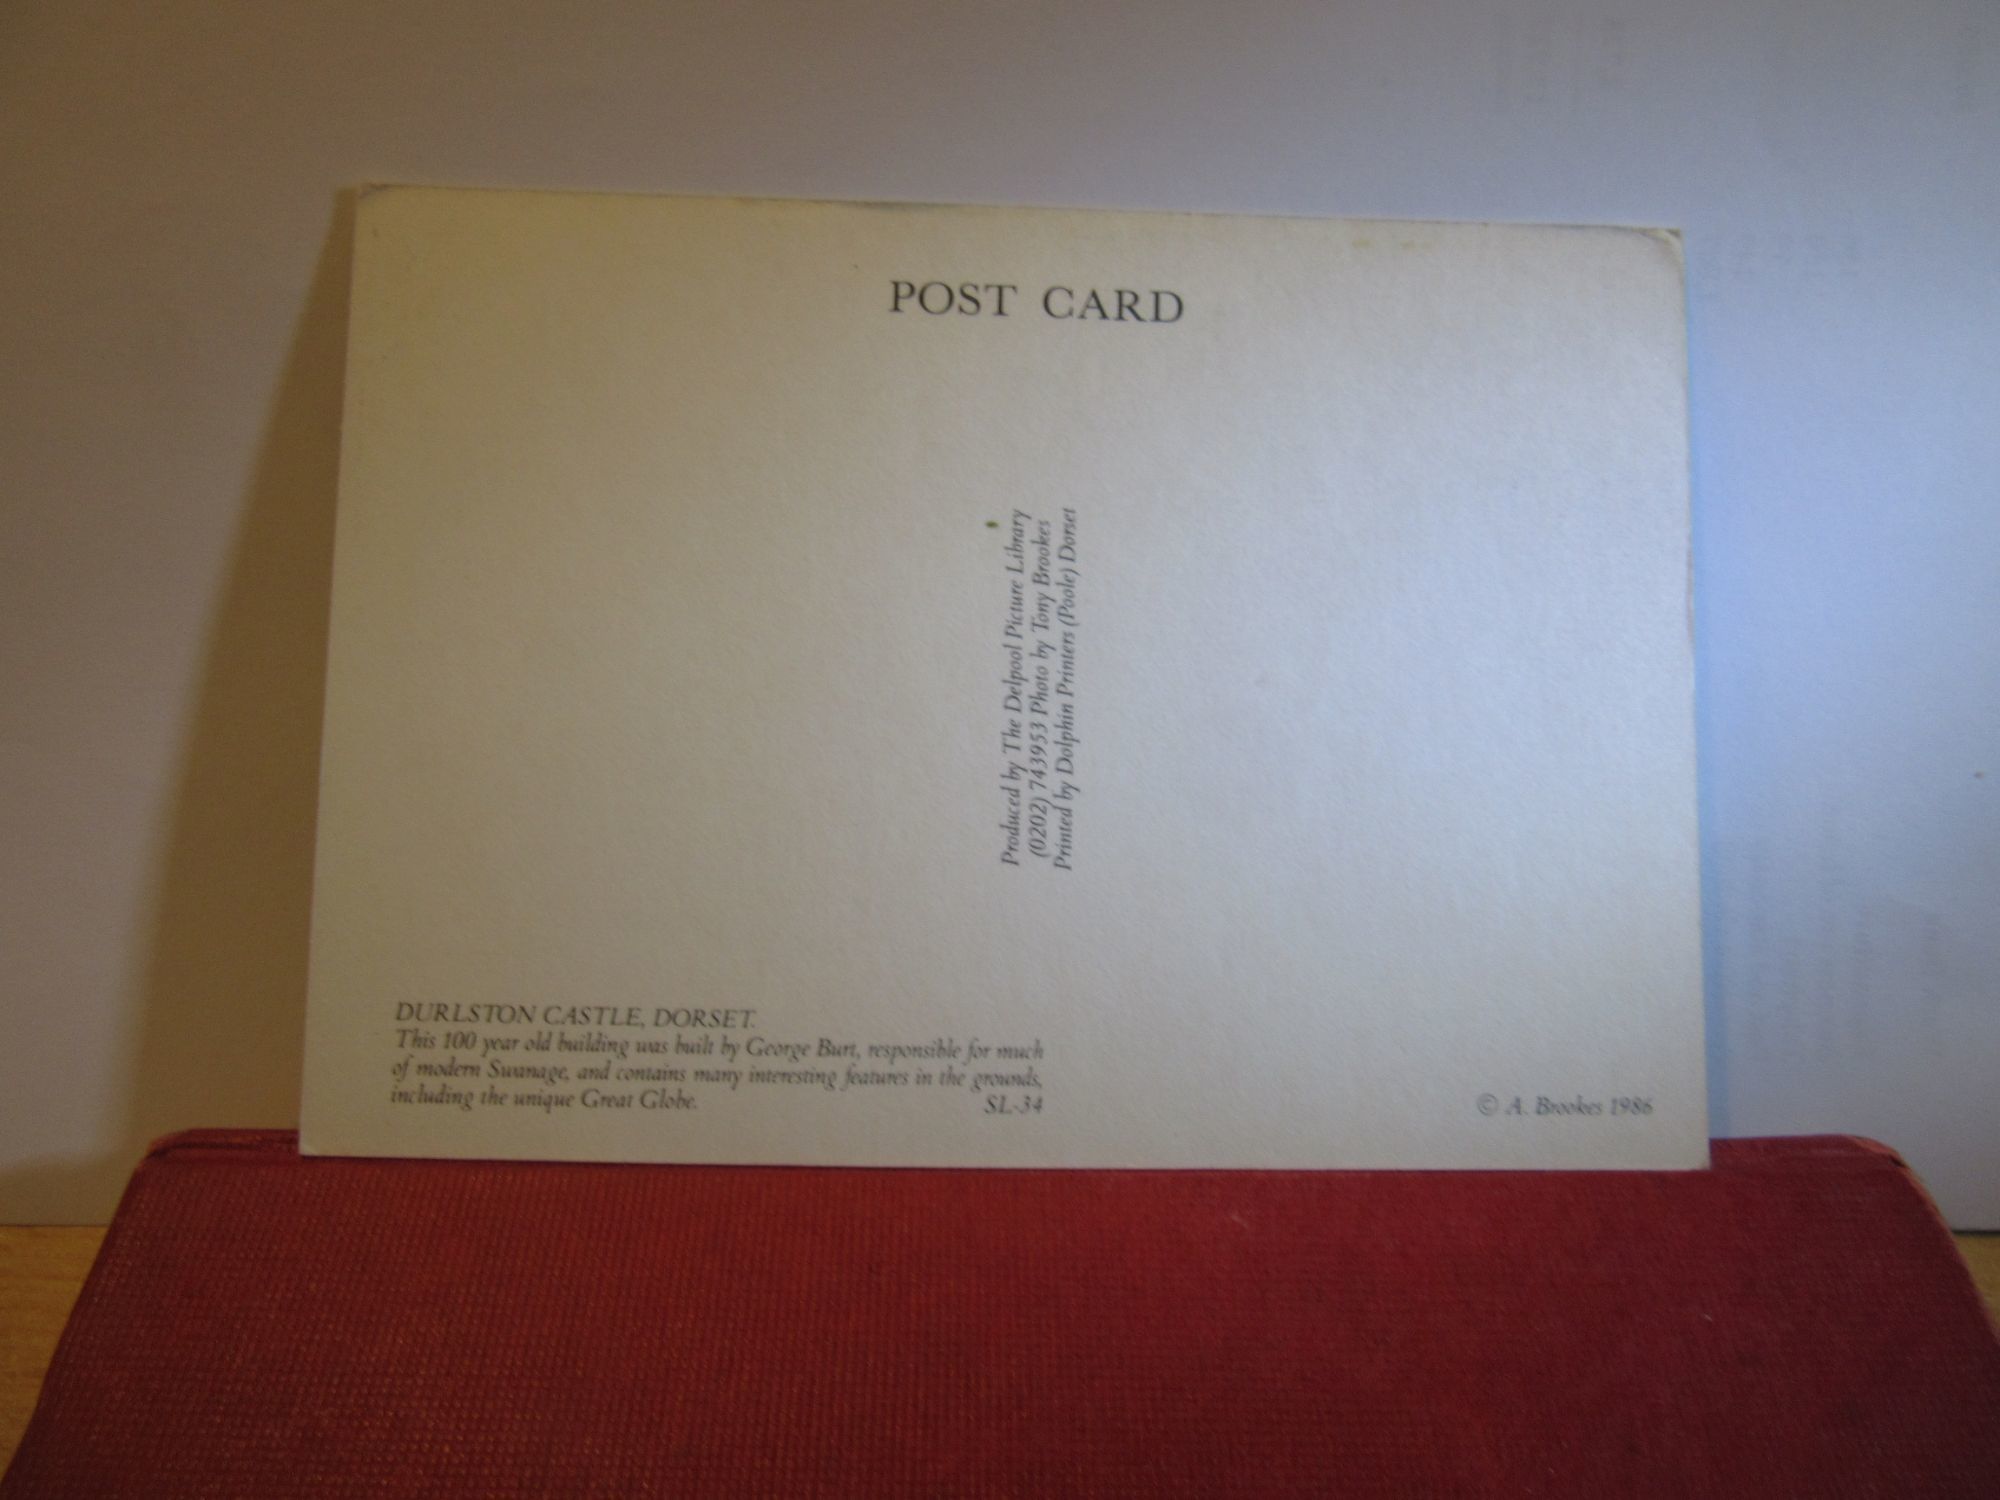 POST CARD
Produced by The Delpool Picture Library
(0202) 743953 Photo by Tony Brookes
Printed by Dolphin Printers (Poole) Dorset
DURLSTON CASTLE, DORSET.
This 100 year old building was built by George Burt, responsible for much
of modern Swanage, and contains many interesting features in the grounds,
including the unique Great Globe. SL-34
© A. Brookes 1986